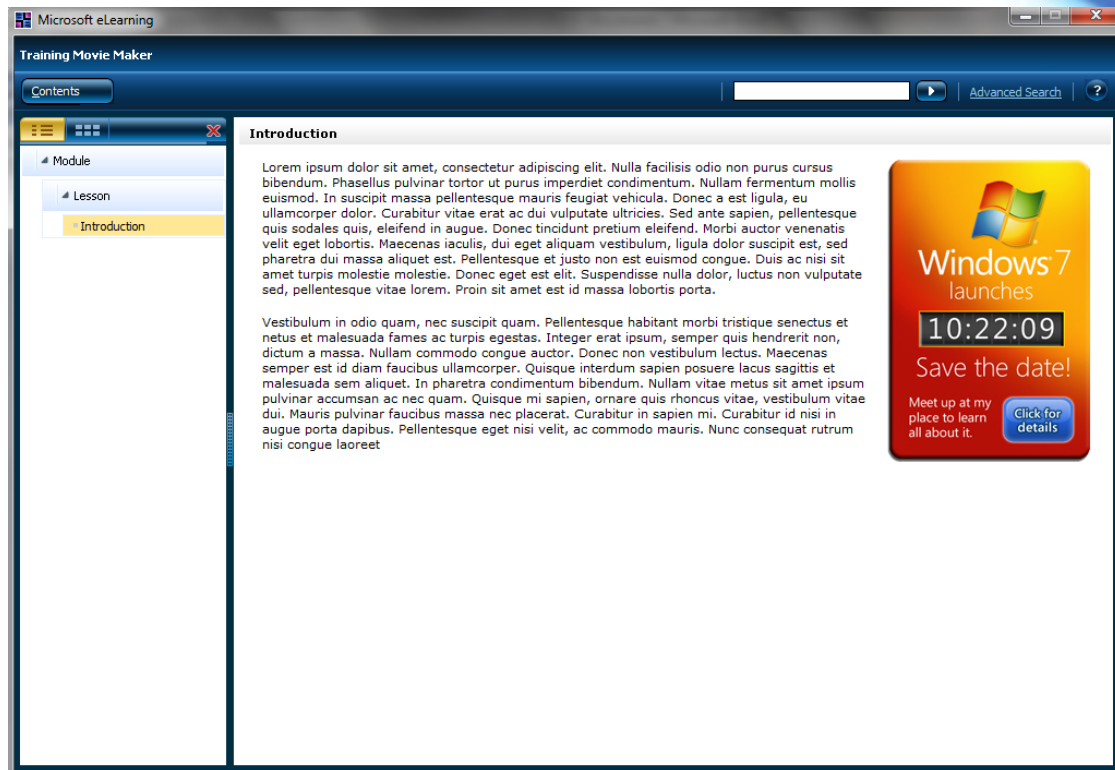 Microsoft eLearning
Training Movie Maker
Contents
Advanced Search
?
Module
Lesson
Introduction
Introduction
Lorem ipsum dolor sit amet, consectetur adipiscing elit. Nulla facilisis odio non purus cursus
bibendum. Phasellus pulvinar tortor ut purus imperdiet condimentum. Nullam fermentum mollis
euismod. In suscipit massa pellentesque mauris feugiat vehicula. Donec a est ligula, eu
ullamcorper dolor. Curabitur vitae erat ac dui vulputate ultricies. Sed ante sapien, pellentesque
quis sodales quis, eleifend in augue. Donec tincidunt pretium eleifend. Morbi auctor venenatis
velit eget lobortis. Maecenas iaculis, dui eget aliquam vestibulum, ligula dolor suscipit est, sed
pharetra dui massa aliquet est. Pellentesque et justo non est euismod congue. Duis ac nisi sit
amet turpis molestie molestie. Donec eget est elit. Suspendisse nulla dolor, luctus non vulputate
sed, pellentesque vitae lorem. Proin sit amet est id massa lobortis porta.
Vestibulum in odio quam, nec suscipit quam. Pellentesque habitant morbi tristique senectus et
netus et malesuada fames ac turpis egestas. Integer erat ipsum, semper quis hendrerit non,
dictum a massa. Nullam commodo congue auctor. Donec non vestibulum lectus. Maecenas
semper est id diam faucibus ullamcorper. Quisque interdum sapien posuere lacus sagittis et
malesuada sem aliquet. In pharetra condimentum bibendum. Nullam vitae metus sit amet ipsum
pulvinar accumsan ac nec quam. Quisque mi sapien, ornare quis rhoncus vitae, vestibulum vitae
dui. Mauris pulvinar faucibus massa nec placerat. Curabitur in sapien mi. Curabitur id nisi in
augue porta dapibus. Pellentesque eget nisi velit, ac commodo mauris. Nunc consequat rutrum
nisi congue laoreet
Windows 7
launches
10:22:09
Save the date!
Meet up at my
place to learn
all about it.
Click for
details